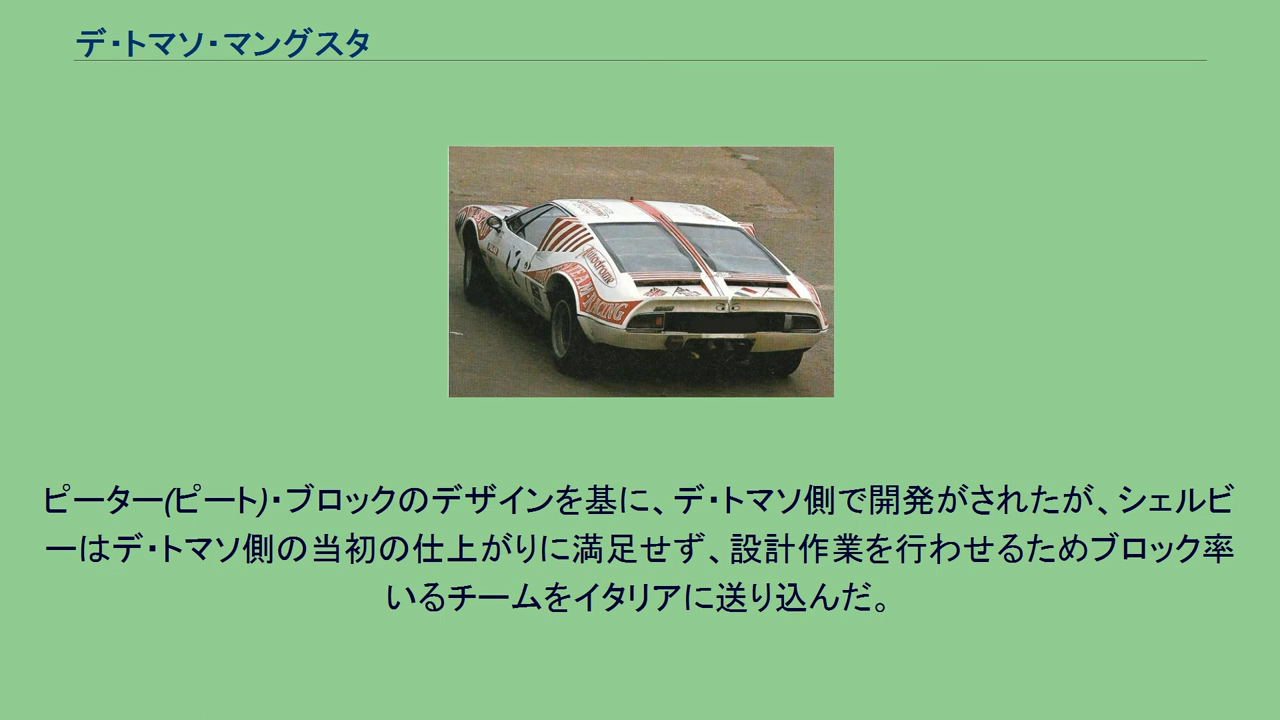 デ・トマソ・マングスタ
Autodrome
TEAM RACING
ピーター(ピート)・ブロックのデザインを基に、デ・トマソ側で開発がされたが、シェルビ
ーはデ・トマソ側の当初の仕上がりに満足せず、設計作業を行わせるためブロック率
いるチームをイタリアに送り込んだ。